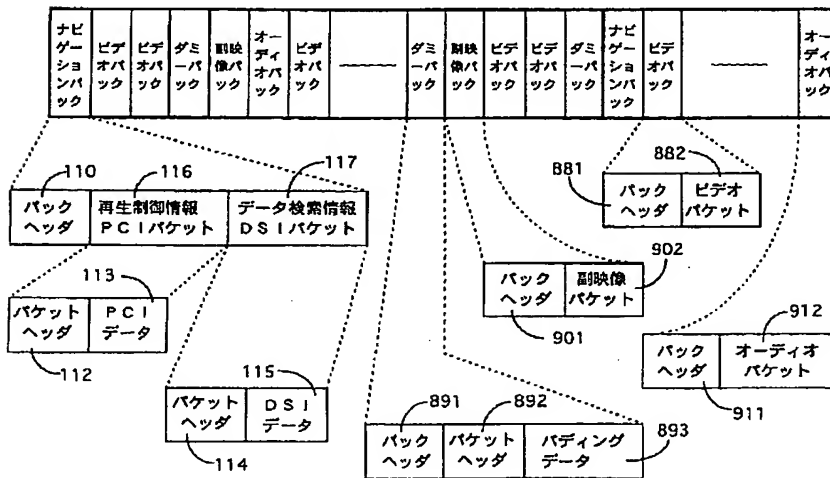 ナビゲーションパック
ビデオパック
ビデオパック
ダミーパック
副映像パック
オーディオパック
ビデオパック
ダミーパック
副映像パック
ビデオパック
ビデオパック
ダミーパック
ナビゲーションパック
ビデオパック
オーディオパック
110
116
117
パック
ヘッダ
再生制御情報
PCIパケット
データ検索情報
DSIパケット
881
882
パック
ヘッダ
ビデオ
パケット
113
パケット
ヘッダ
PCI
データ
112
902
パック
ヘッダ
副映像
パケット
901
912
パック
ヘッダ
オーディオ
パケット
911
115
パケット
ヘッダ
DSI
データ
114
891
892
893
パック
ヘッダ
パケット
ヘッダ
パディング
データ